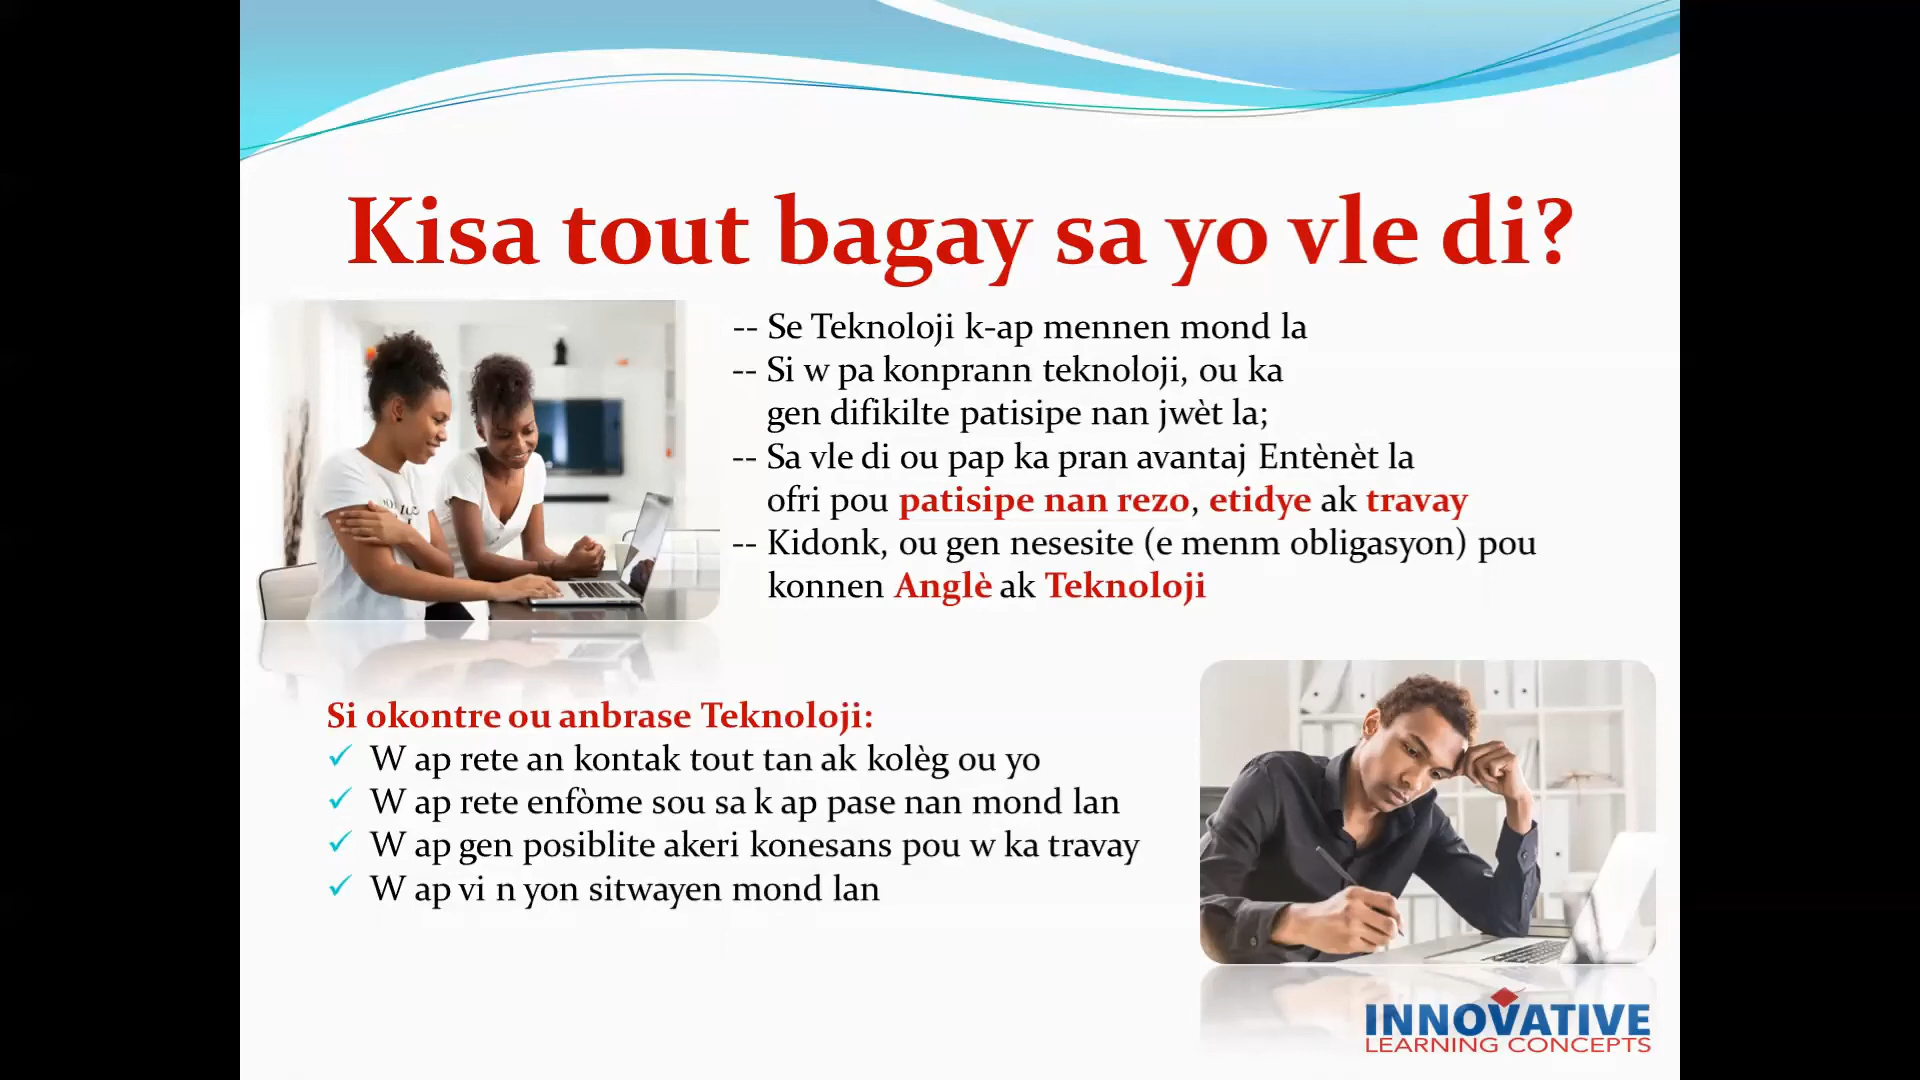 Kisa tout bagay sa yo vle di?
-- Se Teknoloji k-ap mennen mond la
-- Si w pa konprann teknoloji, ou ka
gen difikilte patisipe nan jwèt la;
-- Sa vle di ou pap ka pran avantaj Entènèt la
ofri pou patisipe nan rezo, etidye ak travay
-- Kidonk, ou gen nesesite (e menm obligasyon) pou
konnen Anglè ak Teknoloji
Si okontre ou anbrase Teknoloji:
✓ W ap rete an kontak tout tan ak kolèg ou yo
✓ W ap rete enfòme sou sa k ap pase nan mond lan
✓ W ap gen posiblite akeri konesans pou w ka travay
✓ W ap vi n yon sitwayen mond lan
INNOVATIVE
LEARNING CONCEPTS